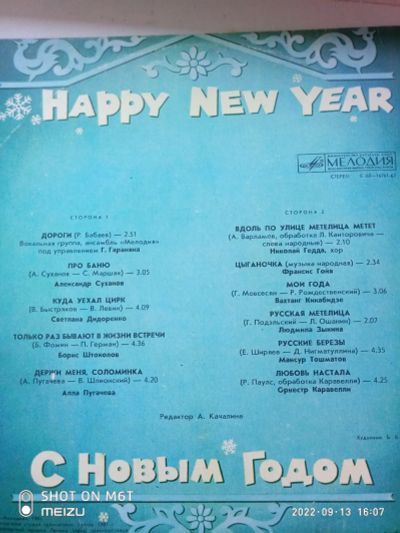 HAPPY NEW YEAR
МЕЛОДИЯ
СТЕРЕО
СТОРОНА 1
ДОРОГИ (Р. Бабаев) — 2.51
Вокальная группа, ансамбль «Мелодия»
под управлением Г. Гараняна
ПРО БАНЮ
(А. Суханов — С. Маршак) — 3.05
Александр Суханов
КУДА УЕХАЛ ЦИРК
(В. Быстряков — В. Левин) — 4.09
Светлана Дидоренко
ТОЛЬКО РАЗ БЫВАЮТ В ЖИЗНИ ВСТРЕЧИ
(Б. Фомин — П. Герман) — 4.36
Борис Штоколов
ДЕРЖИ МЕНЯ, СОЛОМИНКА
(А. Пугачева — В. Шлионский) — 4.20
Алла Пугачева
СТОРОНА 2
ВДОЛЬ ПО УЛИЦЕ МЕТЕЛИЦА МЕТЕТ
(А. Варламов, обработка Л. Канторовича —
слова народные) — 2.10
Николай Гедда, хор
ЦЫГАНОЧКА (музыка народная) — 2.34
Франсис Гойя
МОИ ГОДА
(Г. Мовсесян — Р. Рождественский) — 3.06
Вахтанг Кикабидзе
РУССКАЯ МЕТЕЛИЦА
(Г. Подэльский — Л. Ошанин) — 2.07
Людмила Зыкина
РУССКИЕ БЕРЕЗЫ
(Е. Ширяев — Д. Нигматуллина) — 4.35
Мансур Ташматов
ЛЮБОВЬ НАСТАЛА
(Р. Паулс, обработка Каравелли) — 4.25
Оркестр Каравелли
Редактор А. Качалина
Художник Б.
С НОВЫМ ГОДОМ
SHOT ON M6T
MEIZU
2022-09-13 16:07